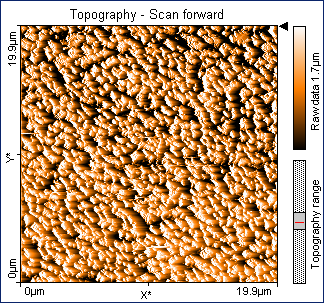 Topography - Scan forward
19.9µm
Y*
0µm
0µm
X*
19.9µm
Raw data 1.7µm
Topography range